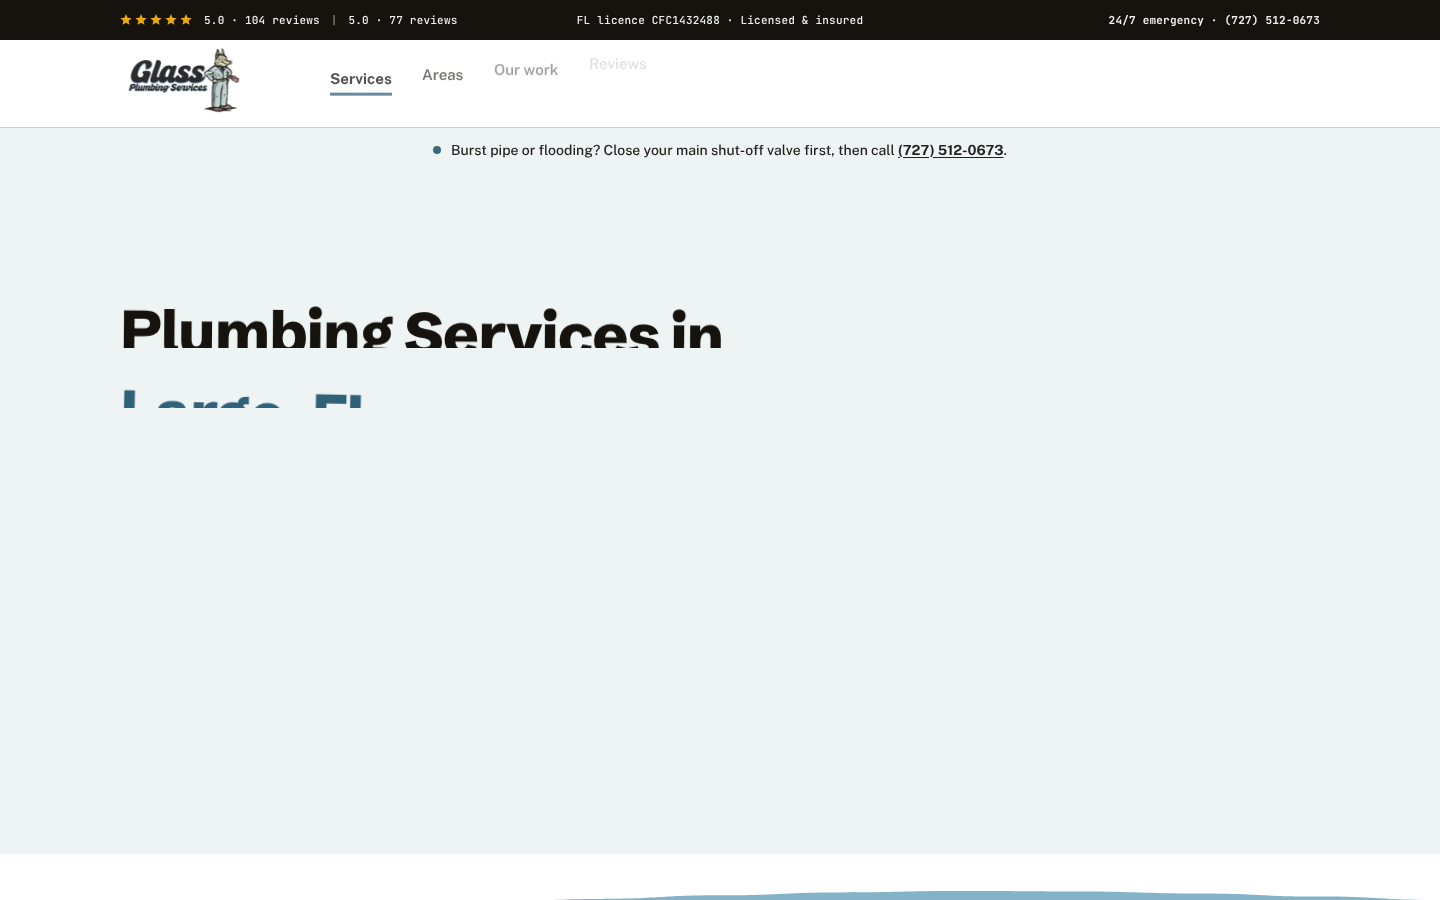 5.0 · 104 reviews | 5.0 · 77 reviews
FL licence CFC1432488 · Licensed & insured
24/7 emergency · (727) 512-0673
Glass
Plumbing Services
Services
Areas
Our work
Reviews
Burst pipe or flooding? Close your main shut-off valve first, then call (727) 512-0673.
Plumbing Services in
Largo, FL